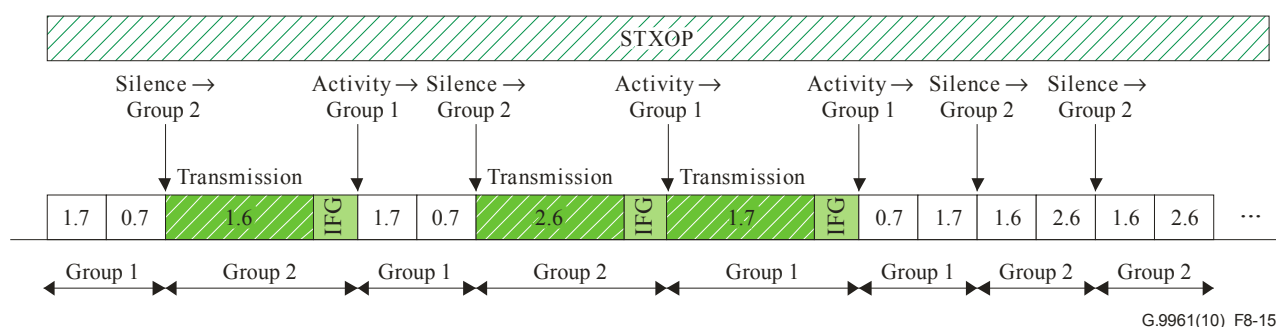 STXOP
Silence → Activity → Silence → Activity → Activity → Silence → Silence →
Group 2 Group 1 Group 2 Group 1 Group 1 Group 2 Group 2
Transmission Transmission Transmission
1.7 0.7 1.6 IFG 1.7 0.7 2.6 IFG 1.7 IFG 0.7 1.7 1.6 2.6 1.6 2.6 ...
Group 1 Group 2 Group 1 Group 2 Group 1 Group 1 Group 2 Group 2
G.9961(10)_F8-15